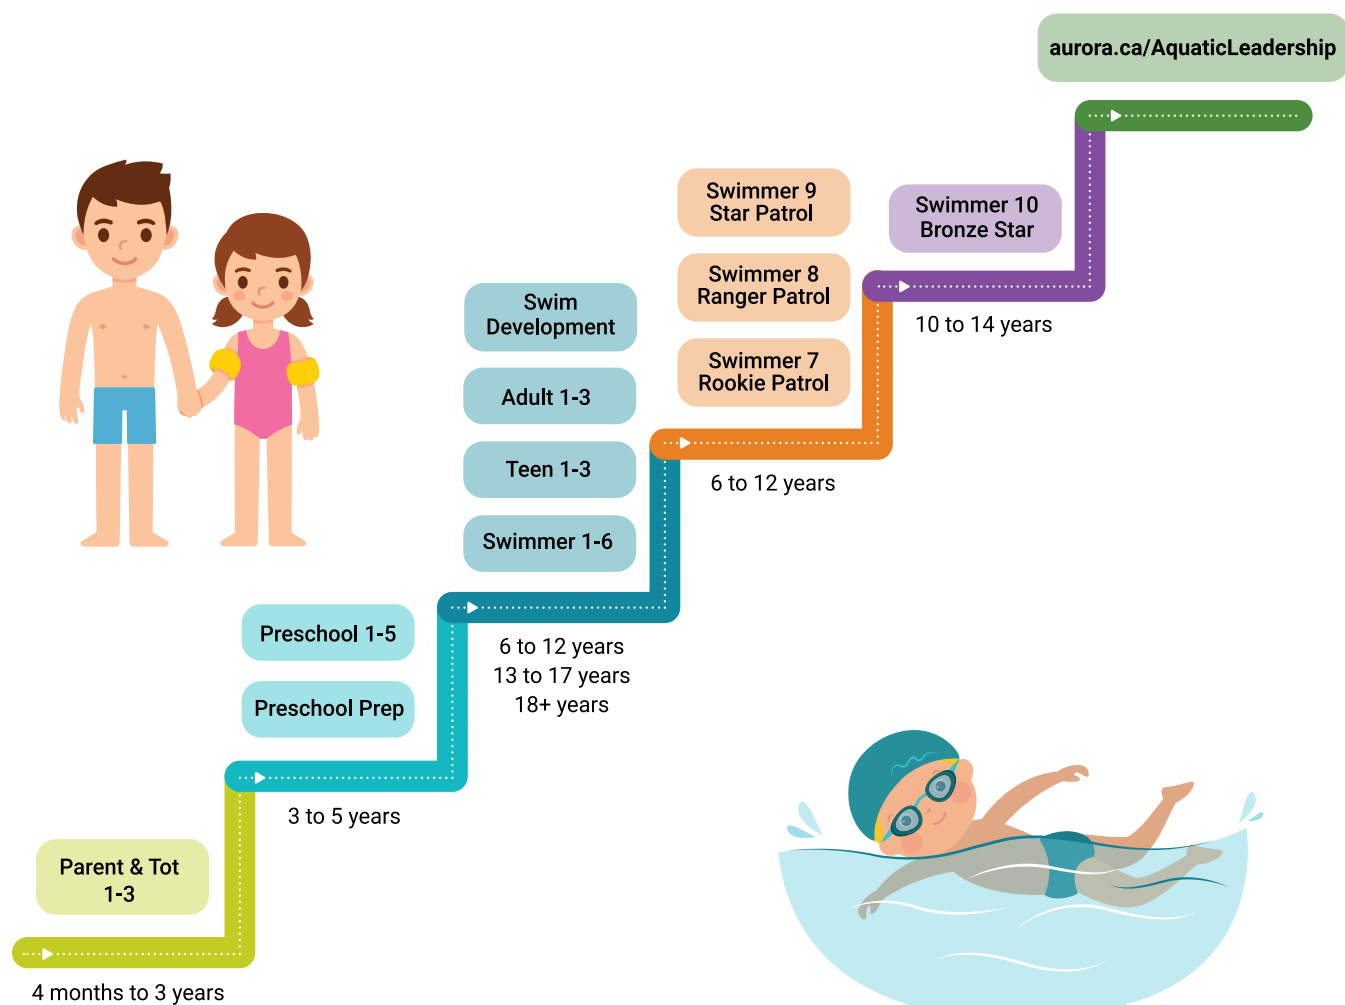 aurora.ca/AquaticLeadership
Swimmer 9
Star Patrol
Swimmer 10
Bronze Star
Swimmer 8
Ranger Patrol
10 to 14 years
Swimmer 7
Rookie Patrol
6 to 12 years
Swim
Development
Adult 1-3
Teen 1-3
Swimmer 1-6
6 to 12 years
13 to 17 years
18+ years
Preschool 1-5
Preschool Prep
3 to 5 years
Parent & Tot
1-3
4 months to 3 years